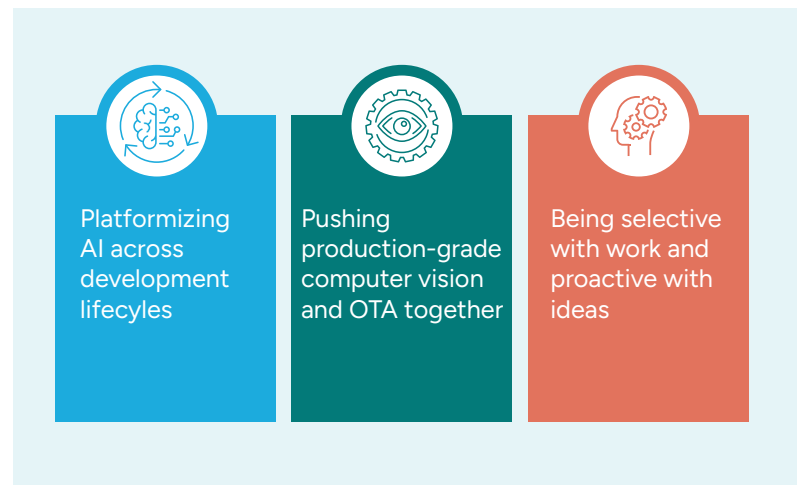 Platformizing
AI across
development
lifecyles
Pushing
production-grade
computer vision
and OTA together
Being selective
with work and
proactive with
ideas